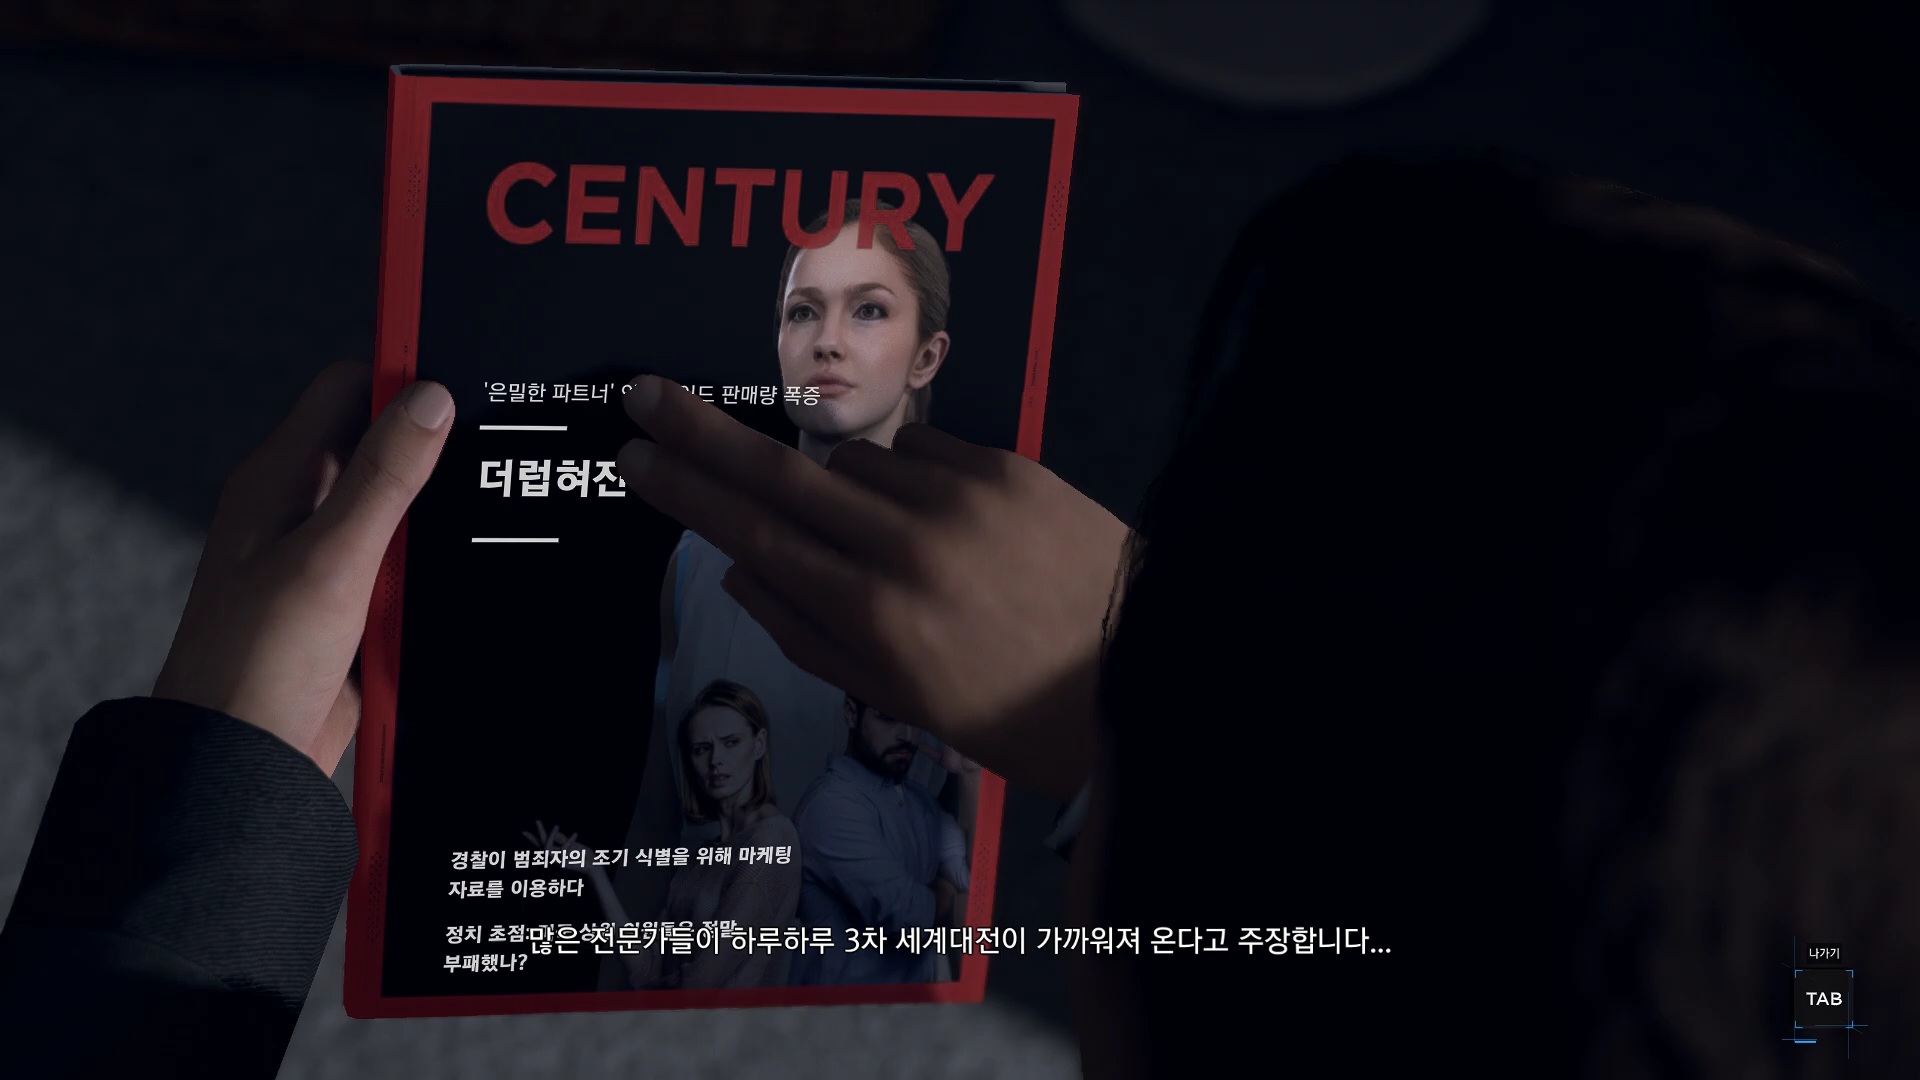 CENTURY
'은밀한 파트너' 판매량 폭증
더럽혀진
경찰이 범죄자의 조기 식별을 위해 마케팅
자료를 이용하다
정치 초점:
부패했나?
많은 전문가들이 하루하루 3차 세계대전이 가까워져 온다고 주장합니다...
나가기
TAB